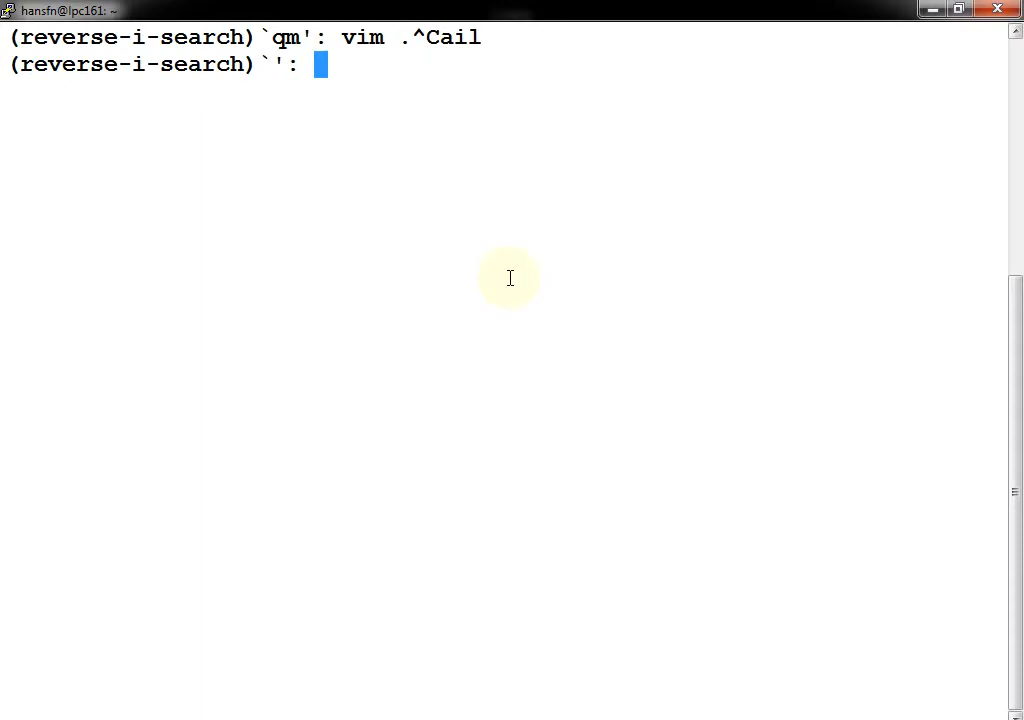 hansfn@lpc161: ~
(reverse-i-search)`qm': vim .^Cail
(reverse-i-search)`':